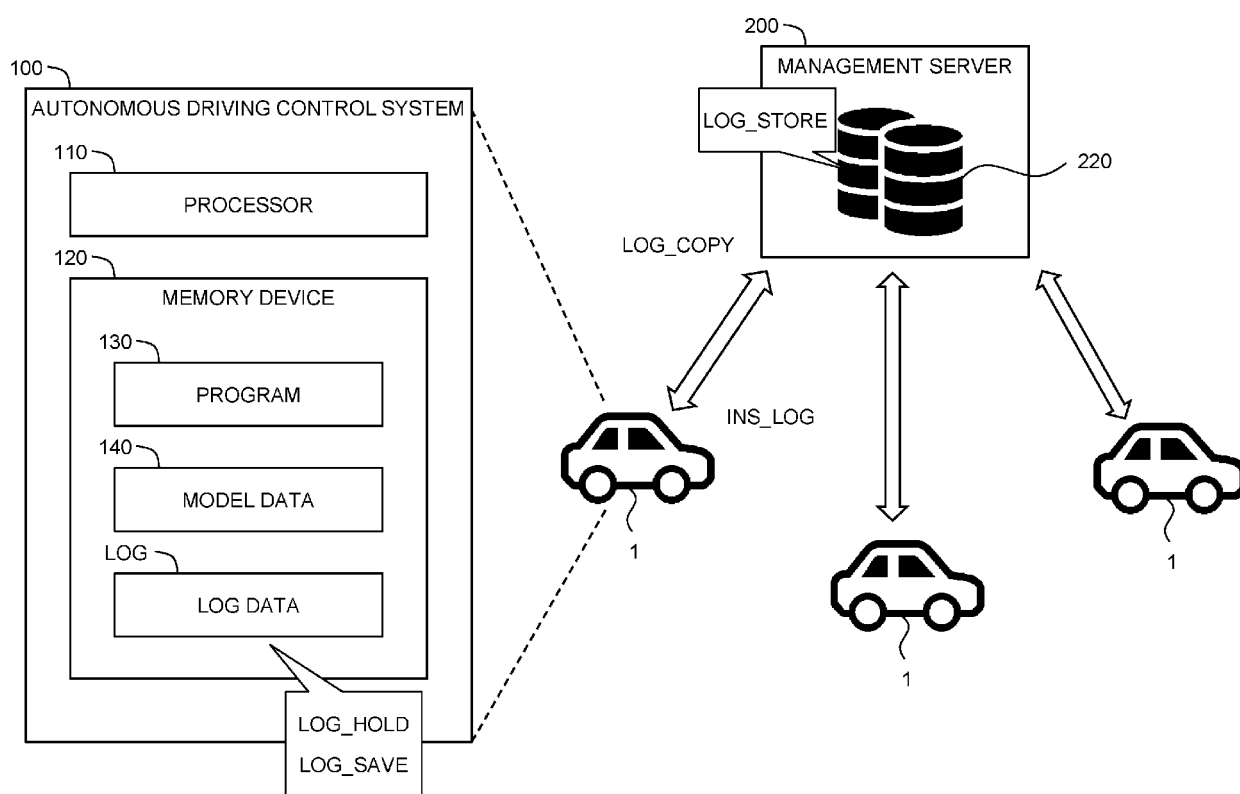 100
AUTONOMOUS DRIVING CONTROL SYSTEM
110
PROCESSOR
120
MEMORY DEVICE
130
PROGRAM
140
MODEL DATA
LOG
LOG DATA
LOG_HOLD
LOG_SAVE
200
MANAGEMENT SERVER
LOG_STORE
220
LOG_COPY
INS_LOG
1
1
1